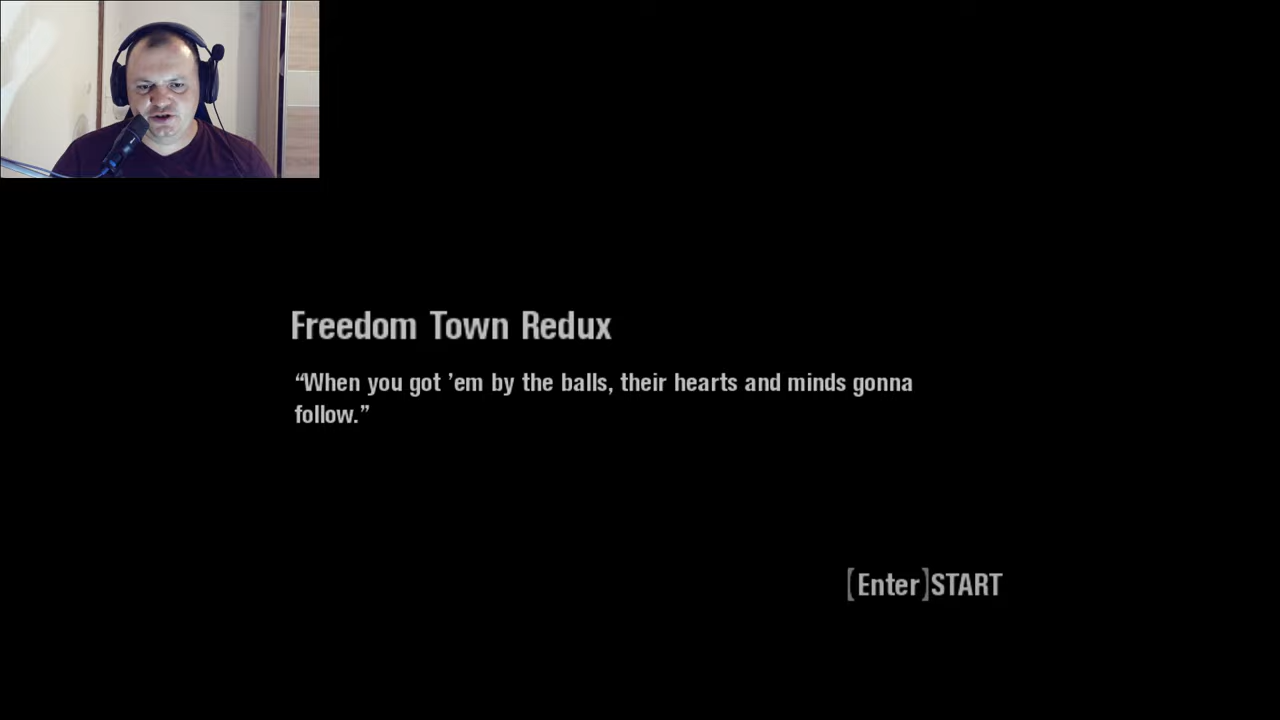 Freedom Town Redux
“When you got ’em by the balls, their hearts and minds gonna
follow.”
[Enter]START